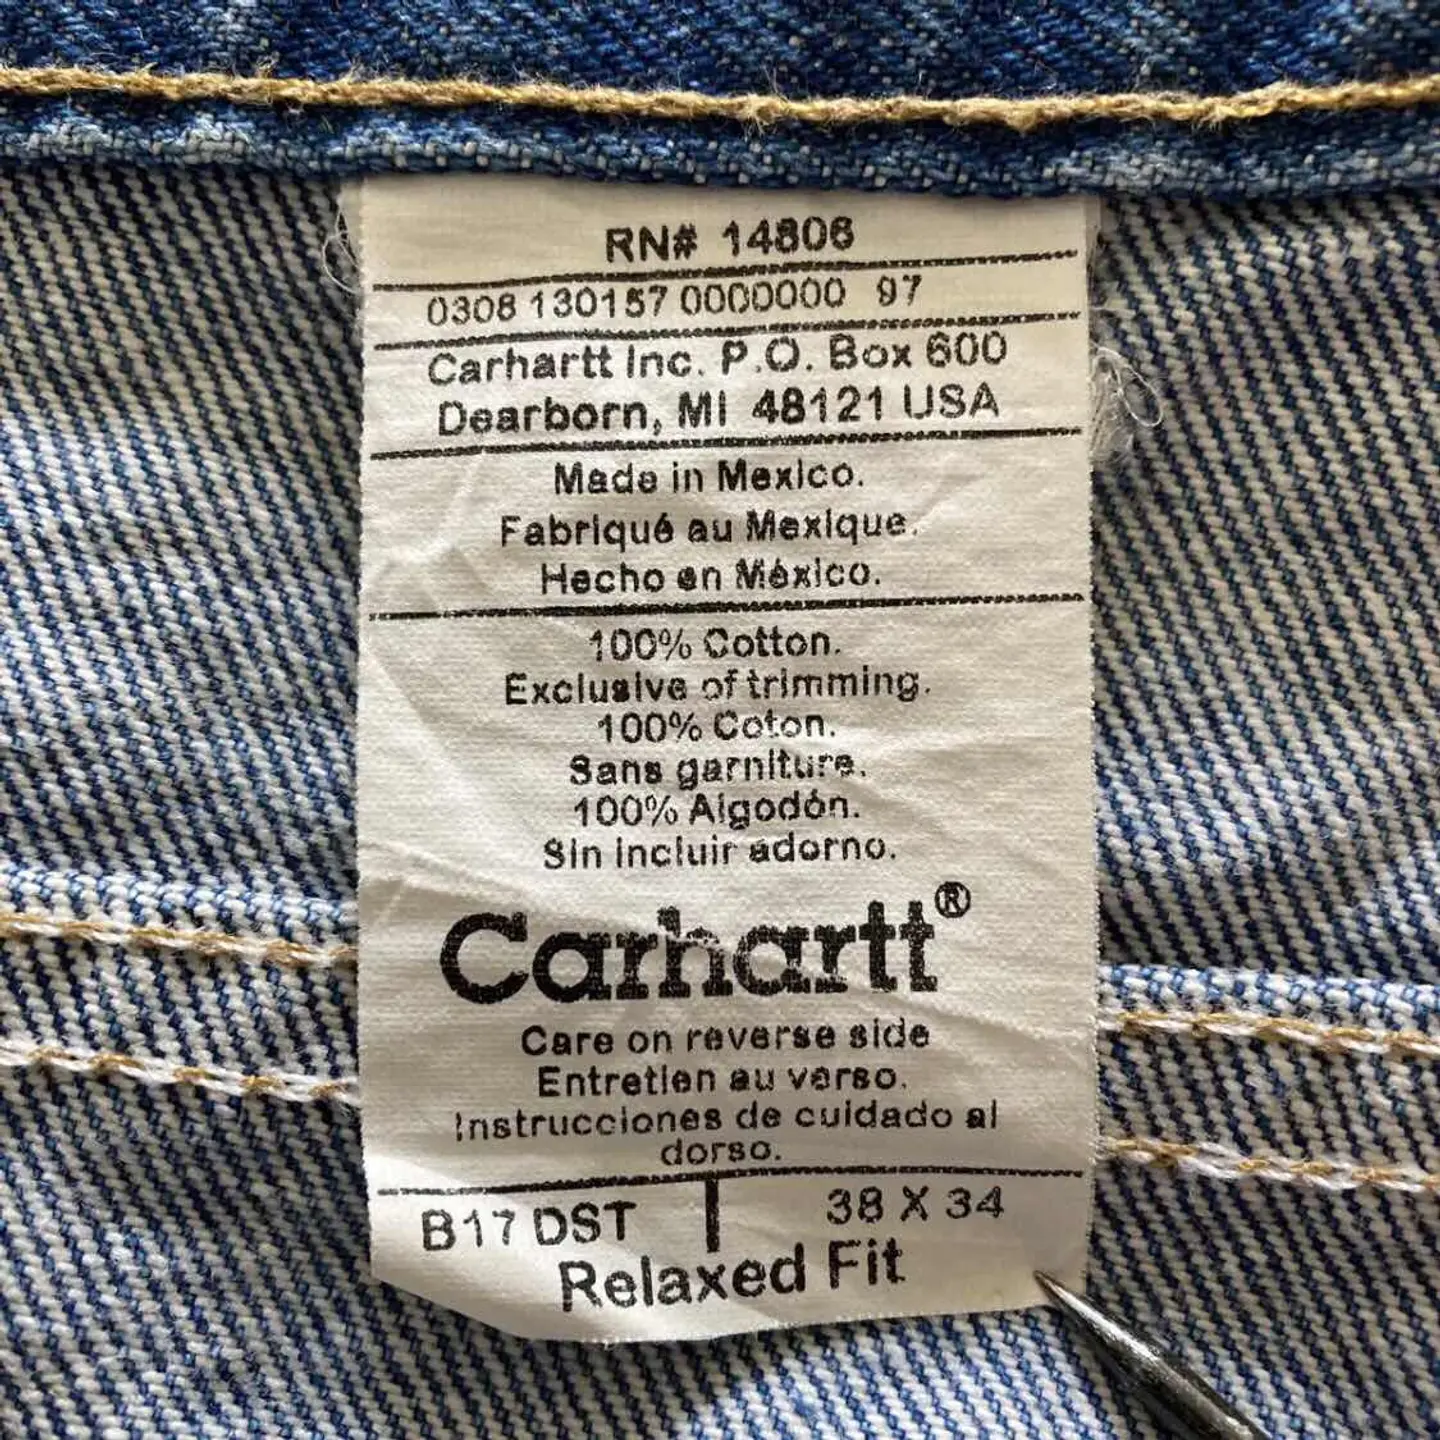 RN# 14806
0308 130157 0000000 97
Carhartt Inc. P.O. Box 600
Dearborn, MI 48121 USA
Made in Mexico.
Fabriqué au Mexique.
Hecho en México.
100% Cotton.
Exclusive of trimming.
100% Coton.
Sans garniture.
100% Algodón.
Sin incluir adorno.
Carhartt®
Care on reverse side
Entretien au verso.
Instrucciones de cuidado al
dorso.
B17 DST | 38 X 34
Relaxed Fit